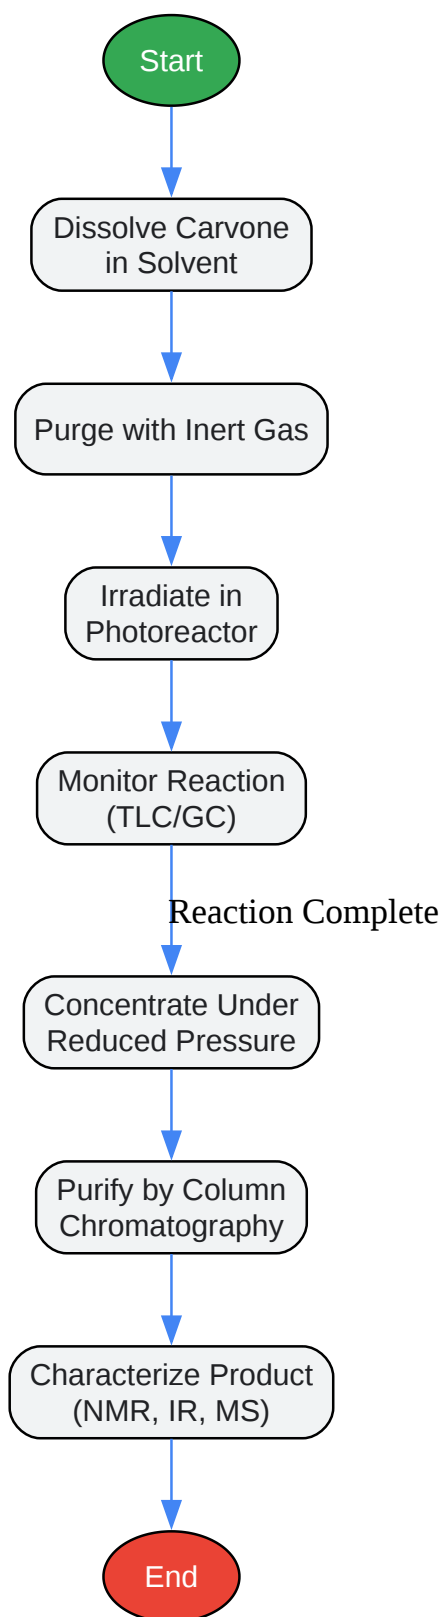 Start
Dissolve Carvone
in Solvent
Purge with Inert Gas
Irradiate in
Photoreactor
Monitor Reaction
(TLC/GC)
Reaction Complete
Concentrate Under
Reduced Pressure
Purify by Column
Chromatography
Characterize Product
(NMR, IR, MS)
End